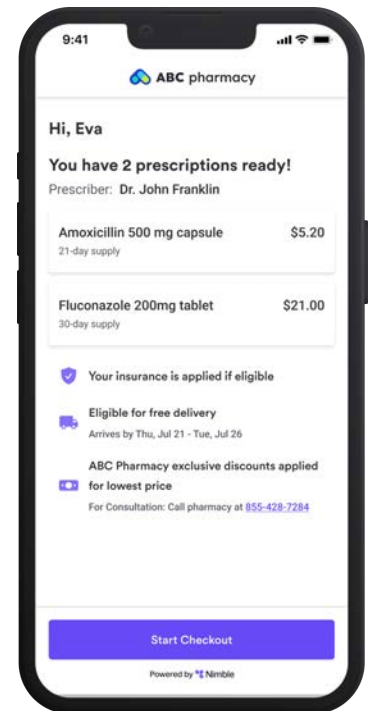 9:41
ABC pharmacy
Hi, Eva
You have 2 prescriptions ready!
Prescriber: Dr. John Franklin
Amoxicillin 500 mg capsule $5.20
21-day supply
Fluconazole 200mg tablet $21.00
30-day supply
Your insurance is applied if eligible
Eligible for free delivery
Arrives by Thu, Jul 21 - Tue, Jul 26
ABC Pharmacy exclusive discounts applied
for lowest price
For Consultation: Call pharmacy at 855-428-7284
Start Checkout
Powered by Nimble